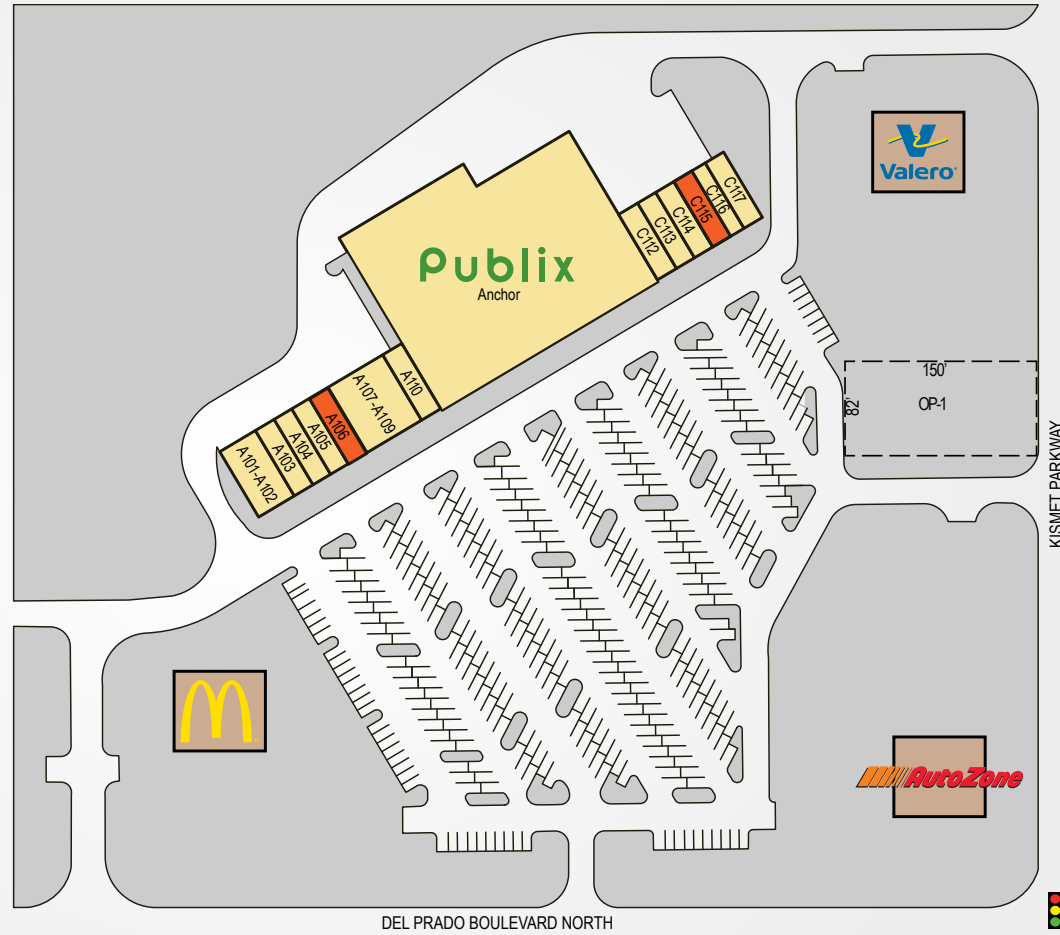 Valero
C117
C116
C115
C114
C113
C112
Publix
Anchor
A110
A107-A109
A106
A105
A104
A103
A101-A102
150'
82'
OP-1
KISMET PARKWAY
AutoZone
DEL PRADO BOULEVARD NORTH